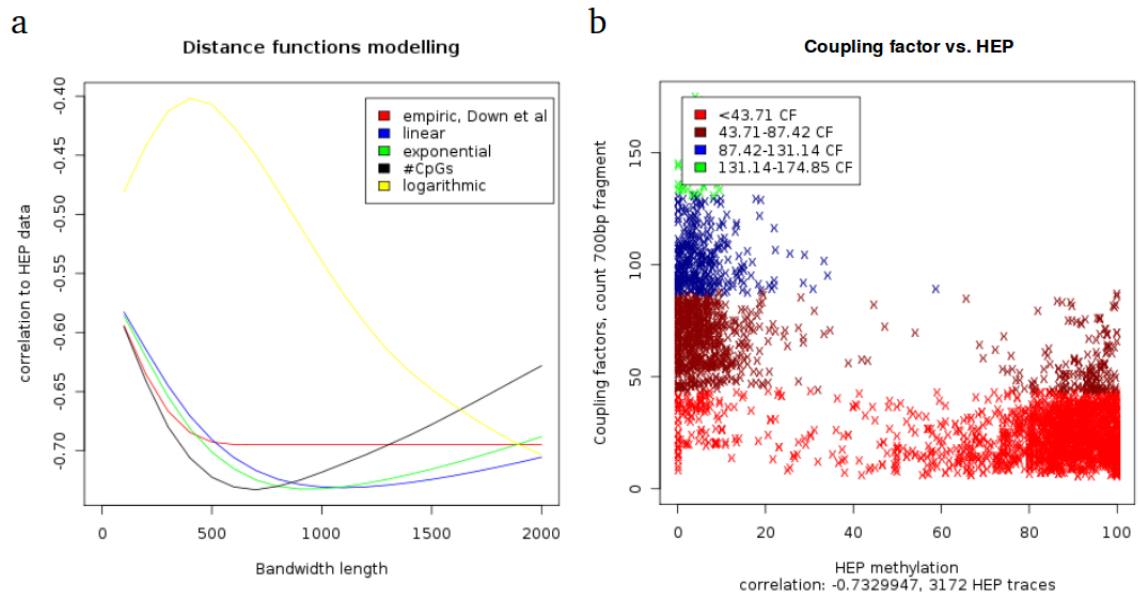 a
Distance functions modelling
correlation to HEP data
-0.40
-0.45
-0.50
-0.55
-0.60
-0.65
-0.70
empiric, Down et al
linear
exponential
#CpGs
logarithmic
0
500
1000
1500
2000
Bandwidth length
b
Coupling factor vs. HEP
Coupling factors, count 700bp fragment
150
100
50
0
<43.71 CF
43.71-87.42 CF
87.42-131.14 CF
131.14-174.85 CF
0
20
40
60
80
100
HEP methylation
correlation: -0.7329947, 3172 HEP traces